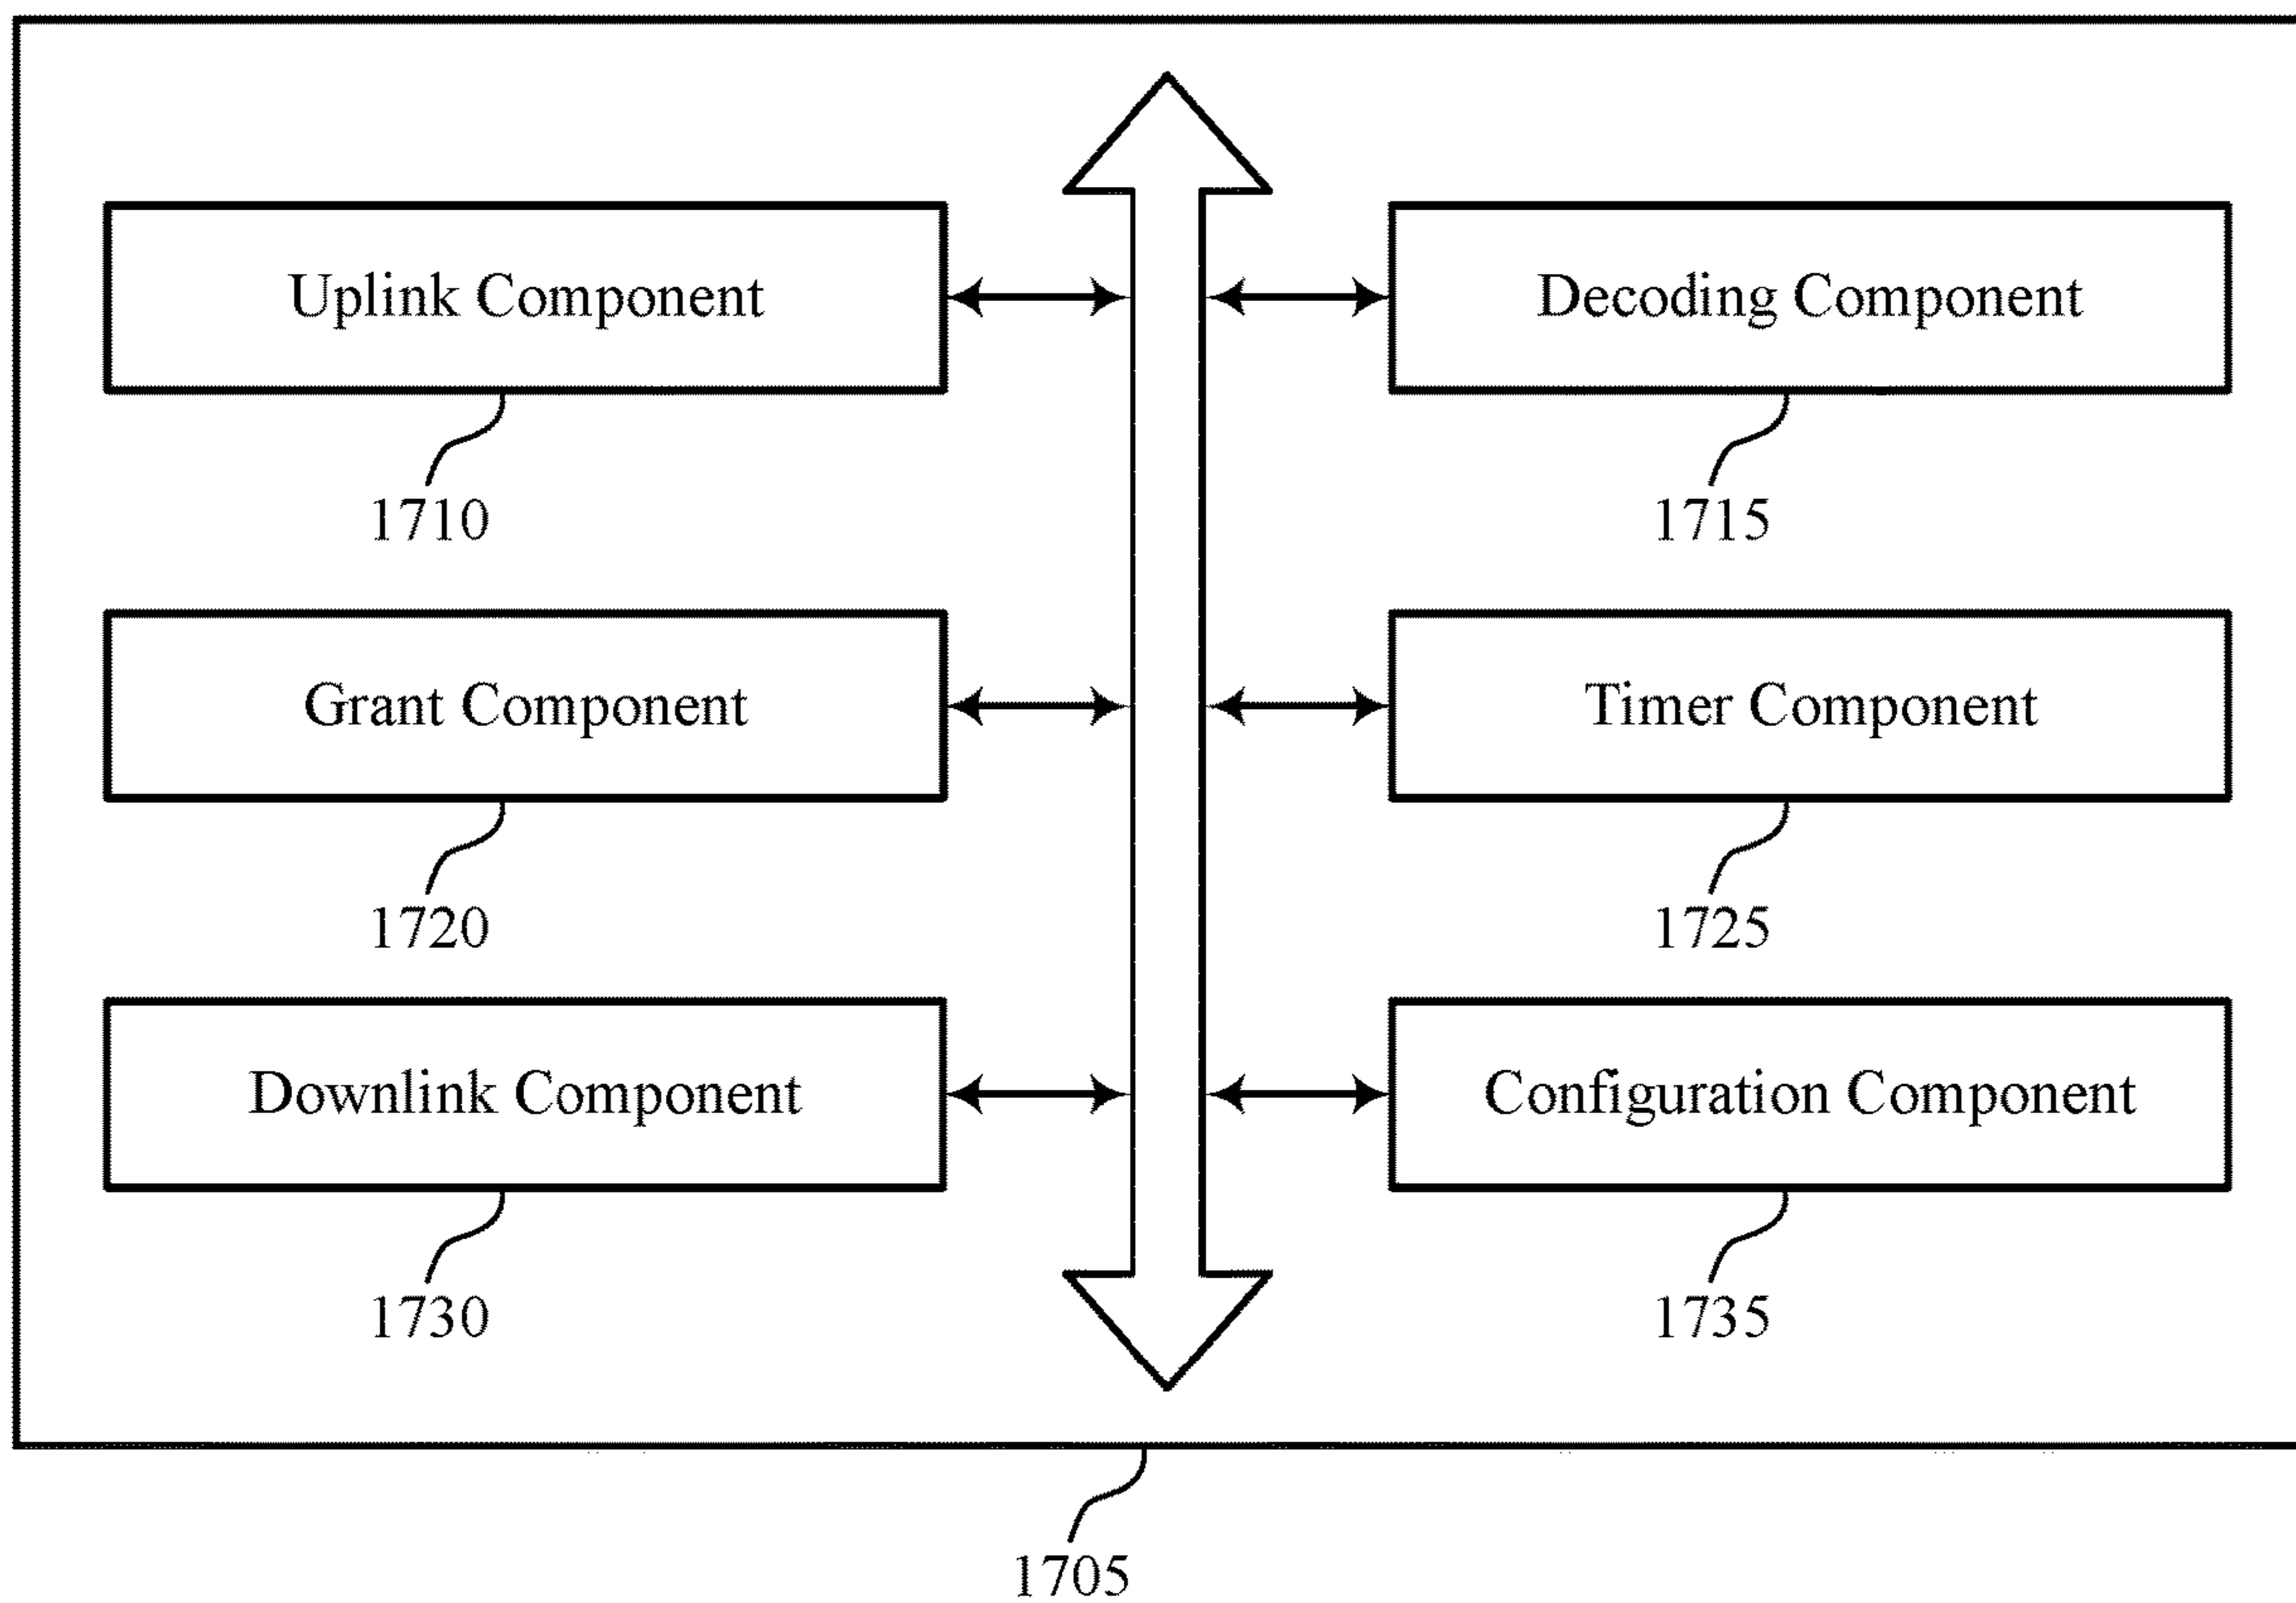 Uplink Component
Decoding Component
1710
1715
Grant Component
Timer Component
1720
1725
Downlink Component
Configuration Component
1730
1735
1705